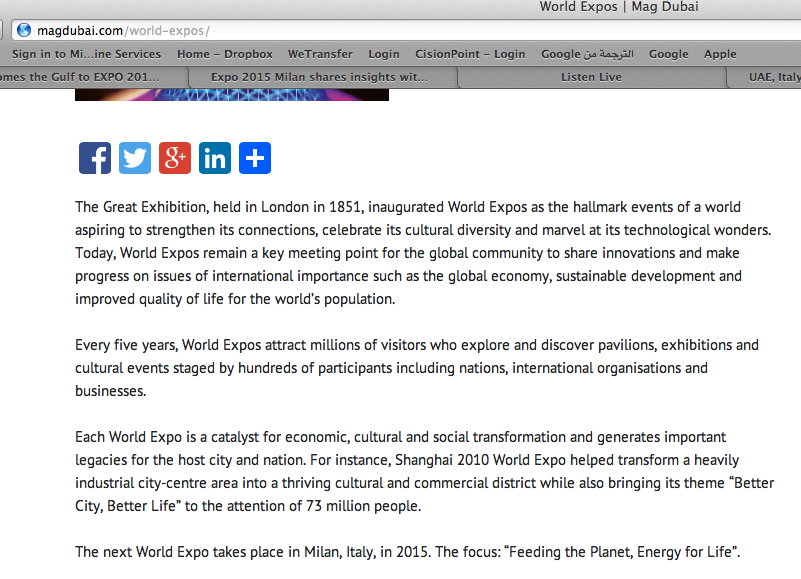 World Expos | Mag Dubai
magdubai.com/world-expos/
Sign in to Mi...ine Services Home – Dropbox WeTransfer Login CisionPoint – Login Google الترجمة من Google Apple
omes the Gulf to EXPO 201... Expo 2015 Milan shares insights wit... Listen Live UAE, Italy
f g+ in +
The Great Exhibition, held in London in 1851, inaugurated World Expos as the hallmark events of a world
aspiring to strengthen its connections, celebrate its cultural diversity and marvel at its technological wonders.
Today, World Expos remain a key meeting point for the global community to share innovations and make
progress on issues of international importance such as the global economy, sustainable development and
improved quality of life for the world's population.
Every five years, World Expos attract millions of visitors who explore and discover pavilions, exhibitions and
cultural events staged by hundreds of participants including nations, international organisations and
businesses.
Each World Expo is a catalyst for economic, cultural and social transformation and generates important
legacies for the host city and nation. For instance, Shanghai 2010 World Expo helped transform a heavily
industrial city-centre area into a thriving cultural and commercial district while also bringing its theme “Better
City, Better Life” to the attention of 73 million people.
The next World Expo takes place in Milan, Italy, in 2015. The focus: “Feeding the Planet, Energy for Life”.